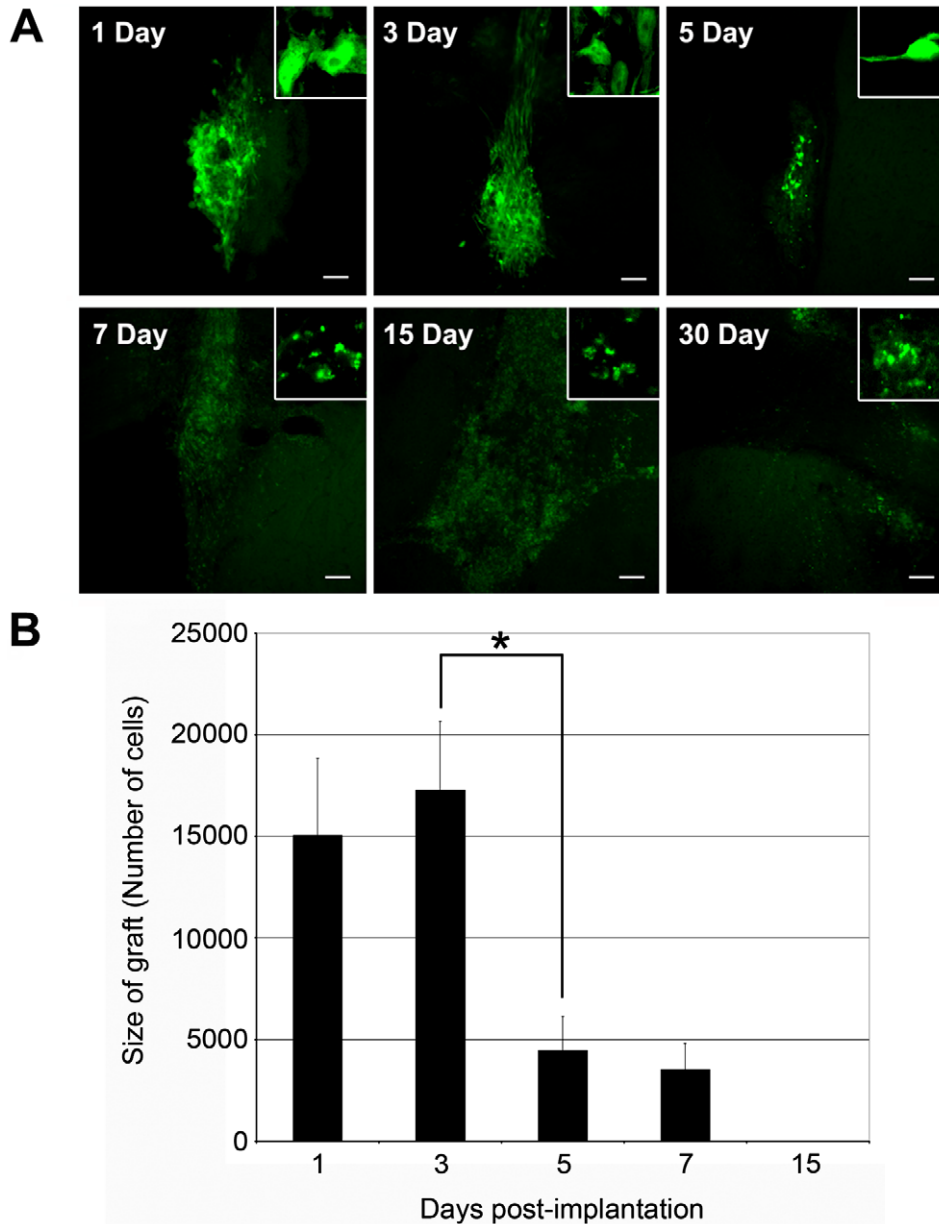 A
1 Day
3 Day
5 Day
7 Day
15 Day
30 Day
B
25000
20000
15000
10000
5000
0
Size of graft (Number of cells)
*
1 3 5 7 15
Days post-implantation